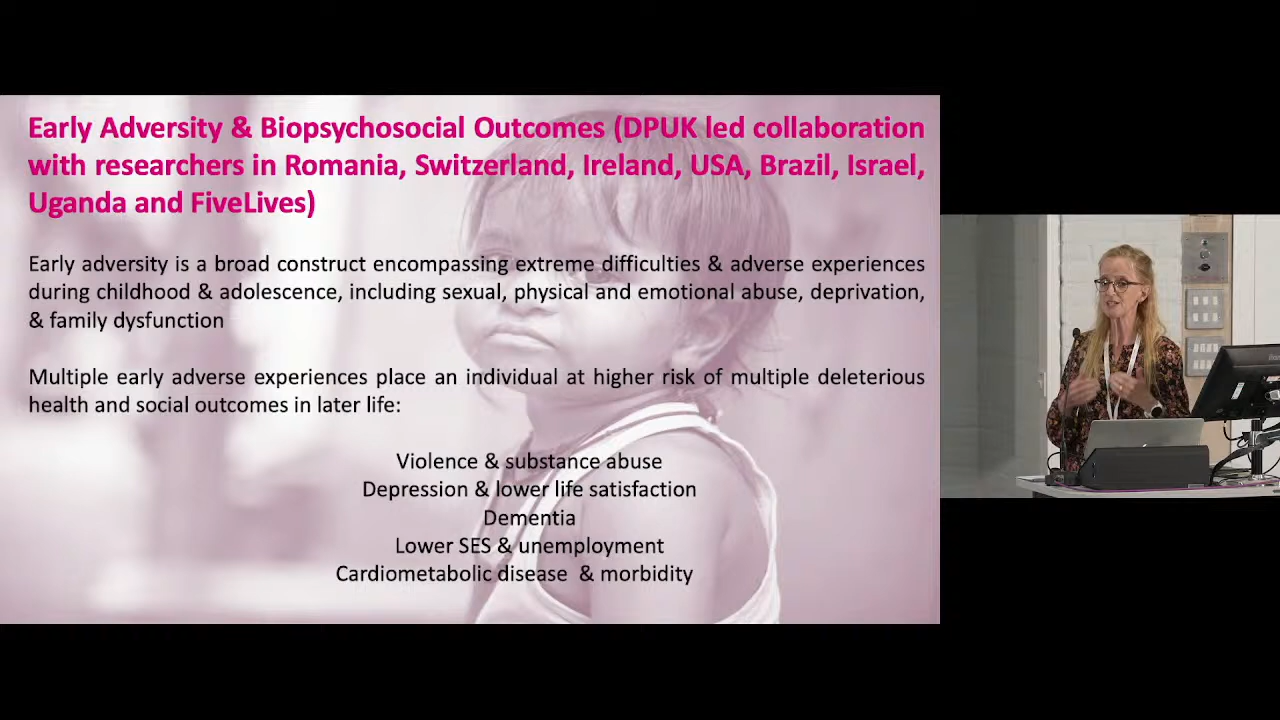 Early Adversity & Biopsychosocial Outcomes (DPUK led collaboration
with researchers in Romania, Switzerland, Ireland, USA, Brazil, Israel,
Uganda and FiveLives)
Early adversity is a broad construct encompassing extreme difficulties & adverse experiences
during childhood & adolescence, including sexual, physical and emotional abuse, deprivation,
& family dysfunction
Multiple early adverse experiences place an individual at higher risk of multiple deleterious
health and social outcomes in later life:
Violence & substance abuse
Depression & lower life satisfaction
Dementia
Lower SES & unemployment
Cardiometabolic disease & morbidity